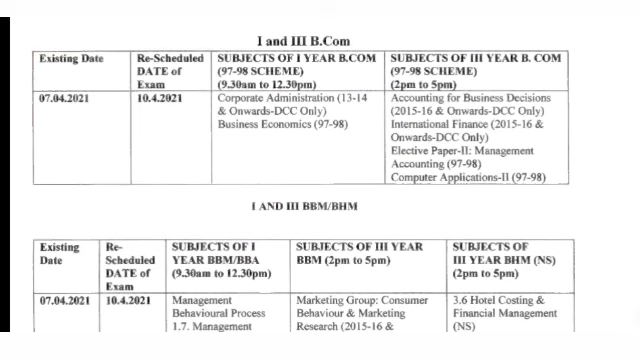 I and III B.Com
Existing Date
Re-Scheduled
DATE of
Exam
SUBJECTS OF I YEAR B.COM
(97-98 SCHEME)
(9.30am to 12.30pm)
SUBJECTS OF III YEAR B. COM
(97-98 SCHEME)
(2pm to 5pm)
07.04.2021
10.4.2021
Corporate Administration (13-14
& Onwards-DCC Only)
Business Economics (97-98)
Accounting for Business Decisions
(2015-16 & Onwards-DCC Only)
International Finance (2015-16 &
Onwards-DCC Only)
Elective Paper-II: Management
Accounting (97-98)
Computer Applications-II (97-98)
I AND III BBM/BHM
Existing
Date
Re-
Scheduled
DATE of
Exam
SUBJECTS OF I
YEAR BBM/BBA
(9.30am to 12.30pm)
SUBJECTS OF III YEAR
BBM (2pm to 5pm)
SUBJECTS OF
III YEAR BHM (NS)
(2pm to 5pm)
07.04.2021
10.4.2021
Management
Behavioural Process
1.7. Management
Marketing Group: Consumer
Behaviour & Marketing
Research (2015-16 &
3.6 Hotel Costing &
Financial Management
(NS)